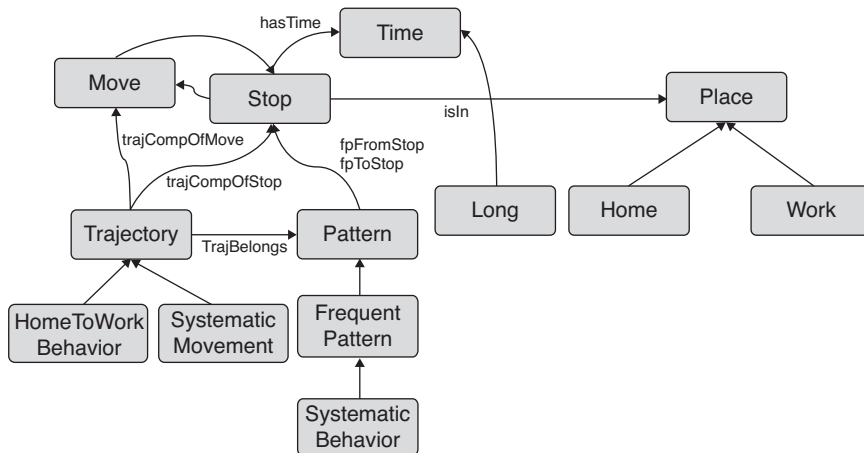 hasTime
Time
Move
Stop
Place
isIn
trajCompOfMove
fpFromStop
fpToStop
trajCompOfStop
Long
Home
Work
Trajectory
TrajBelongs
Pattern
HomeToWork
Behavior
Systematic
Movement
Frequent
Pattern
Systematic
Behavior